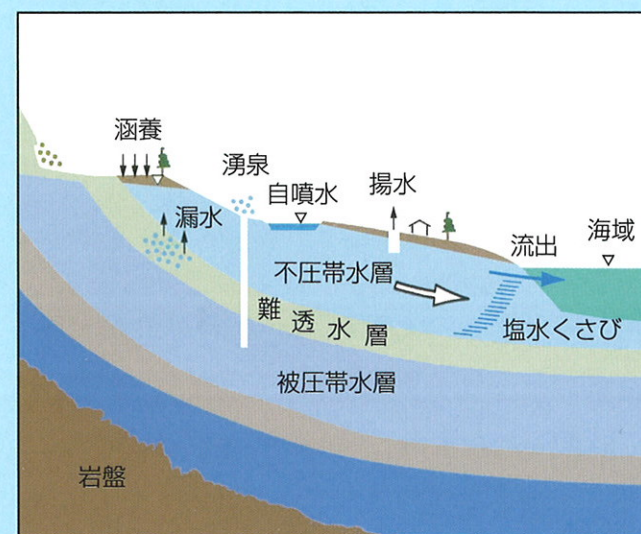 涵養
湧泉
自噴水
揚水
漏水
流出
海域
不圧帯水層
難透水層
塩水くさび
被圧帯水層
岩盤